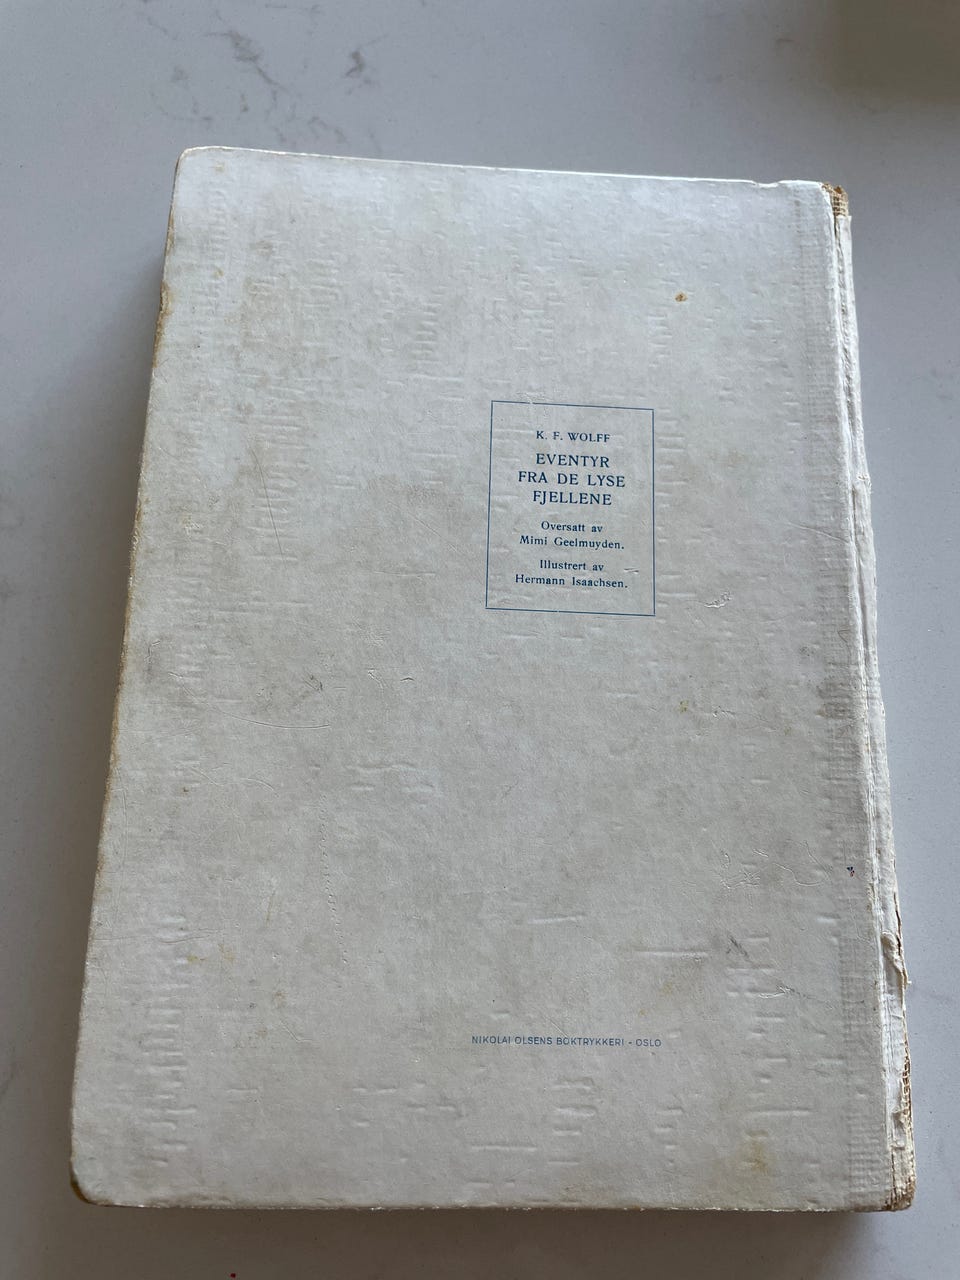 K. F. WOLFF
EVENTYR
FRA DE LYSE
FJELLENE
Oversatt av
Mimi Geelmuyden.
Illustrert av
Hermann Isaachsen.
NIKOLAI OLSENS BOKTRYKKERI - OSLO